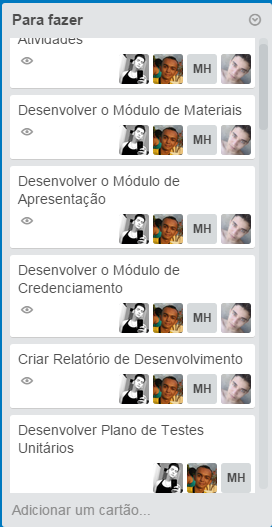 Para fazer
Atividades
MH
Desenvolver o Módulo de Materiais
MH
Desenvolver o Módulo de
Apresentação
MH
Desenvolver o Módulo de
Credenciamento
MH
Criar Relatório de Desenvolvimento
MH
Desenvolver Plano de Testes
Unitários
MH
Adicionar um cartão...